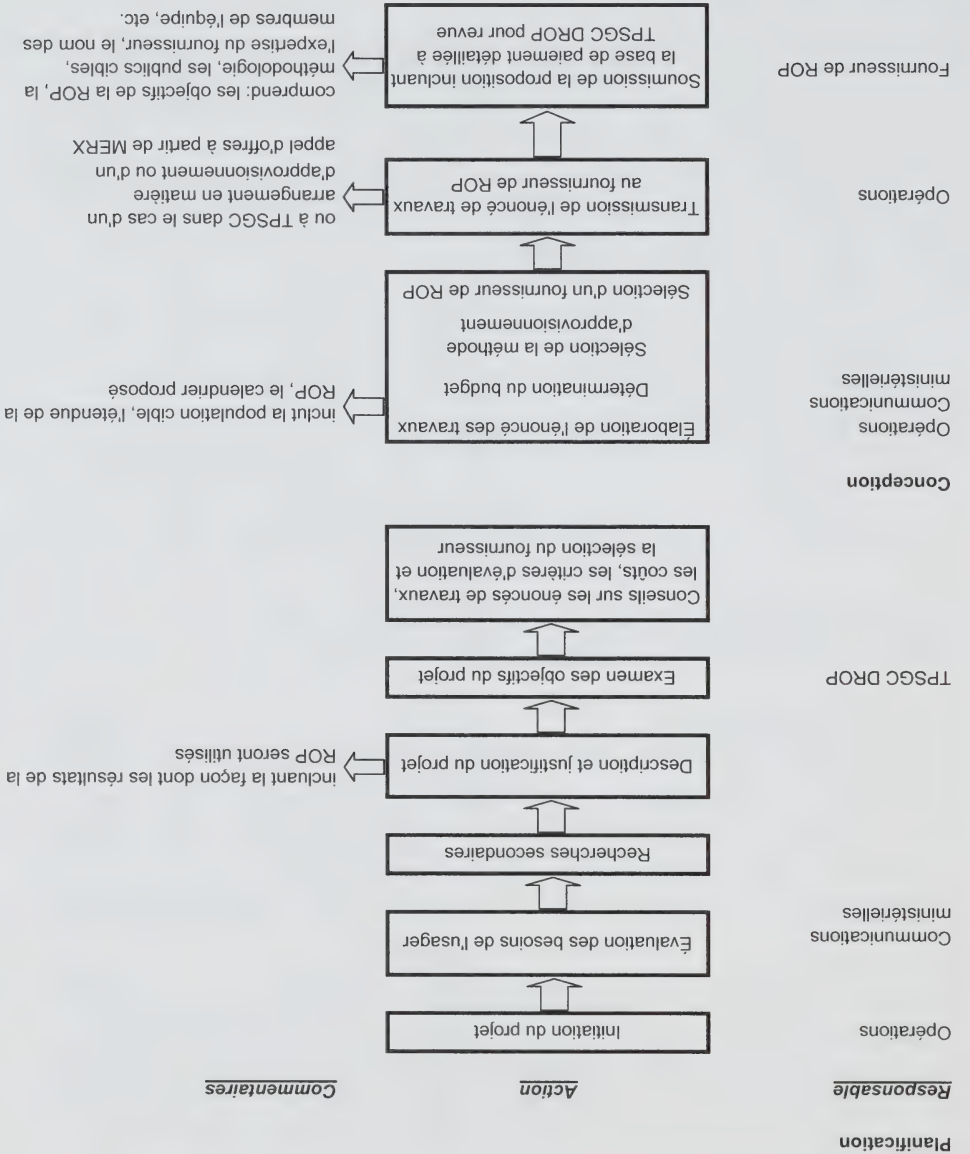 Planification
Responsable
Action
Commentaires
Opérations
Initiation du projet
Communications
ministérielles
Évaluation des besoins de l'usager
Recherches secondaires
Description et justification du projet
incluant la façon dont les résultats de la
ROP seront utilisés
TPSGC DROP
Examen des objectifs du projet
Conseils sur les énoncés de travaux,
les coûts, les critères d'évaluation et
la sélection du fournisseur
Conception
Opérations
Communications
ministérielles
Élaboration de l'énoncé des travaux
Détermination du budget
Sélection de la méthode
d'approvisionnement
Sélection d'un fournisseur de ROP
inclut la population cible, l'étendue de la
ROP, le calendrier proposé
Opérations
Transmission de l'énoncé de travaux
au fournisseur de ROP
ou à TPSGC dans le cas d'un
arrangement en matière
d'approvisionnement ou d'un
appel d'offres à partir de MERX
Fournisseur de ROP
Soumission de la proposition incluant
la base de paiement détaillée à
TPSGC DROP pour revue
comprend: les objectifs de la ROP, la
méthodologie, les publics cibles,
l'expertise du fournisseur, le nom des
membres de l'équipe, etc.